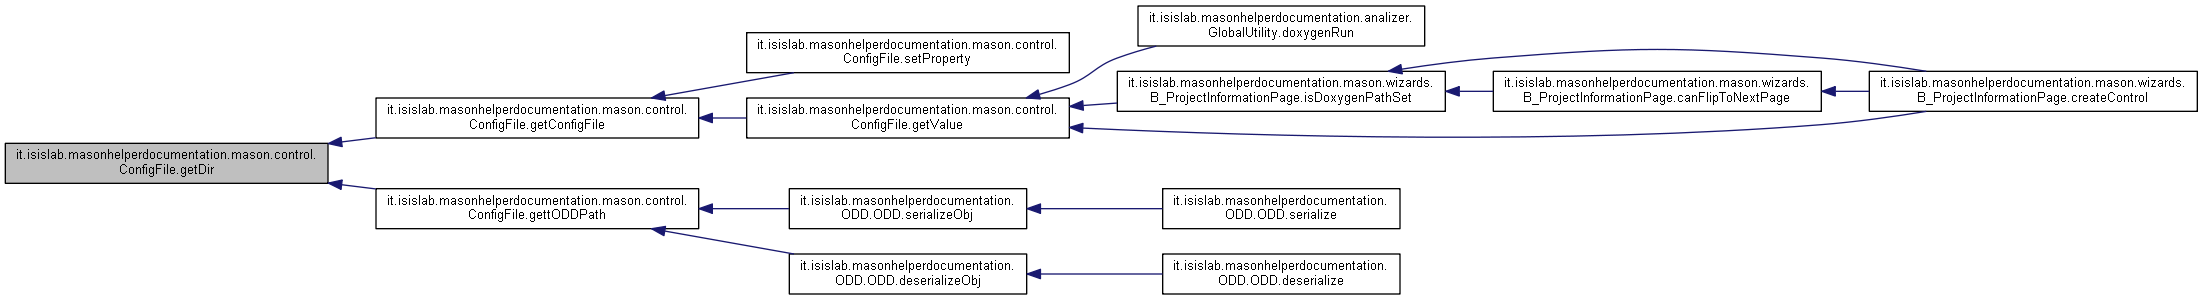 it.isislab.masonhelperdocumentation.analizer.
GlobalUtility.doxygenRun
it.isislab.masonhelperdocumentation.mason.control.
ConfigFile.setProperty
it.isislab.masonhelperdocumentation.mason.wizards.
B_ProjectInformationPage.isDoxygenPathSet
it.isislab.masonhelperdocumentation.mason.wizards.
B_ProjectInformationPage.canFlipToNextPage
it.isislab.masonhelperdocumentation.mason.wizards.
B_ProjectInformationPage.createControl
it.isislab.masonhelperdocumentation.mason.control.
ConfigFile.getConfigFile
it.isislab.masonhelperdocumentation.mason.control.
ConfigFile.getValue
it.isislab.masonhelperdocumentation.mason.control.
ConfigFile.getDir
it.isislab.masonhelperdocumentation.mason.control.
ConfigFile.gettODDPath
it.isislab.masonhelperdocumentation.
ODD.ODD.serializeObj
it.isislab.masonhelperdocumentation.
ODD.ODD.serialize
it.isislab.masonhelperdocumentation.
ODD.ODD.deserializeObj
it.isislab.masonhelperdocumentation.
ODD.ODD.deserialize